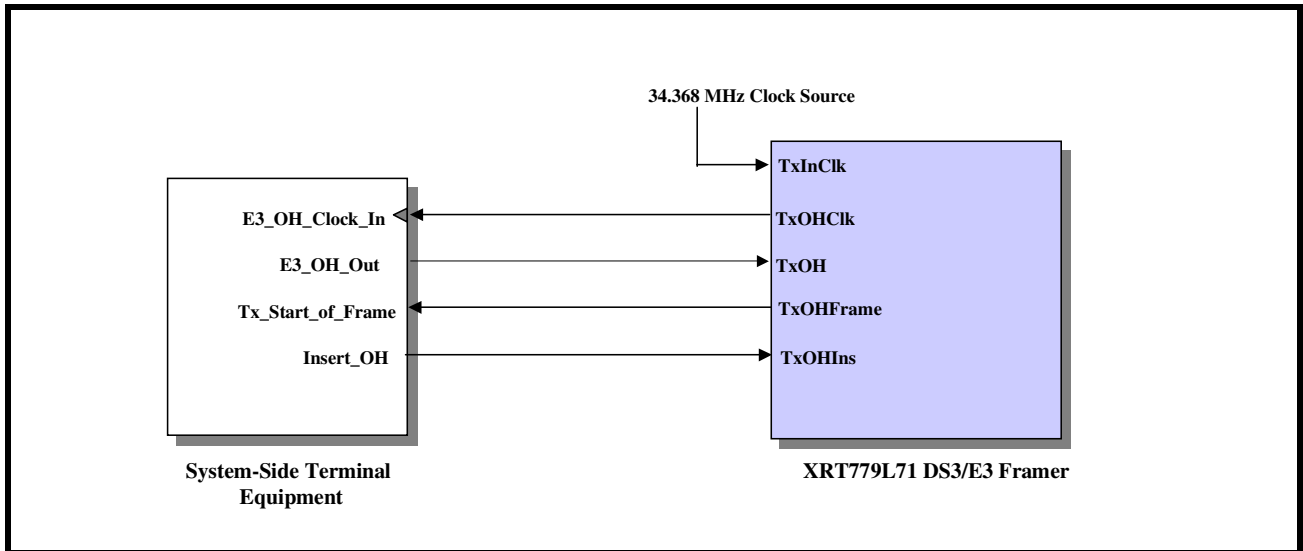 34.368 MHz Clock Source
TxInClk
E3_OH_Clock_In
TxOHClk
E3_OH_Out
TxOH
Tx_Start_of_Frame
TxOHFrame
Insert_OH
TxOHIns
System-Side Terminal
Equipment
XRT779L71 DS3/E3 Framer